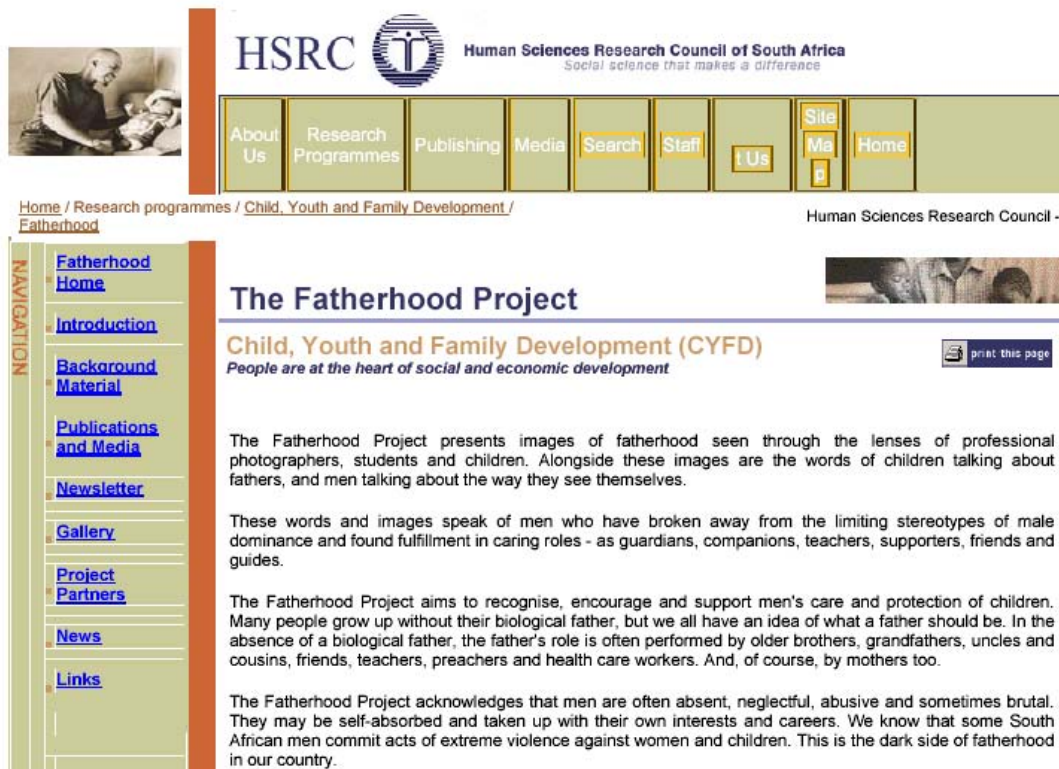 HSRC
Human Sciences Research Council of South Africa
Social science that makes a difference
About Us
Research Programmes
Publishing
Media
Search
Staff
t Us
Site Ma p
Home
Home / Research programmes / Child, Youth and Family Development /
Fatherhood
Human Sciences Research Council -
NAVIGATION
Fatherhood
Home
Introduction
Background
Material
Publications
and Media
Newsletter
Gallery
Project
Partners
News
Links
The Fatherhood Project
Child, Youth and Family Development (CYFD)
People are at the heart of social and economic development
print this page
The Fatherhood Project presents images of fatherhood seen through the lenses of professional
photographers, students and children. Alongside these images are the words of children talking about
fathers, and men talking about the way they see themselves.
These words and images speak of men who have broken away from the limiting stereotypes of male
dominance and found fulfillment in caring roles - as guardians, companions, teachers, supporters, friends and
guides.
The Fatherhood Project aims to recognise, encourage and support men's care and protection of children.
Many people grow up without their biological father, but we all have an idea of what a father should be. In the
absence of a biological father, the father's role is often performed by older brothers, grandfathers, uncles and
cousins, friends, teachers, preachers and health care workers. And, of course, by mothers too.
The Fatherhood Project acknowledges that men are often absent, neglectful, abusive and sometimes brutal.
They may be self-absorbed and taken up with their own interests and careers. We know that some South
African men commit acts of extreme violence against women and children. This is the dark side of fatherhood
in our country.